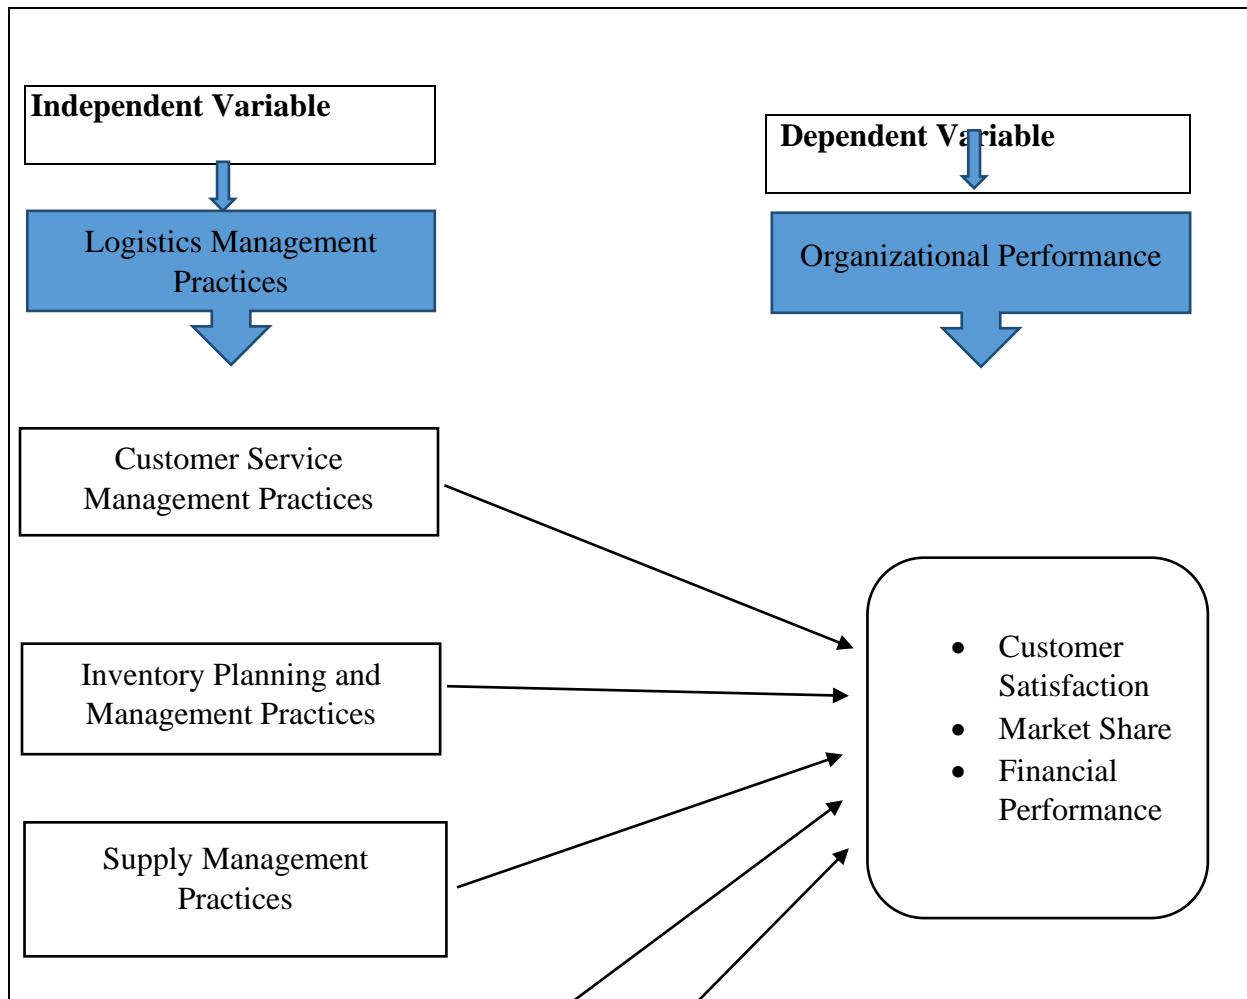 Independent Variable
Dependent Variable
Logistics Management
Practices
Organizational Performance
Customer Service
Management Practices
Inventory Planning and
Management Practices
Supply Management
Practices
• Customer
Satisfaction
• Market Share
• Financial
Performance